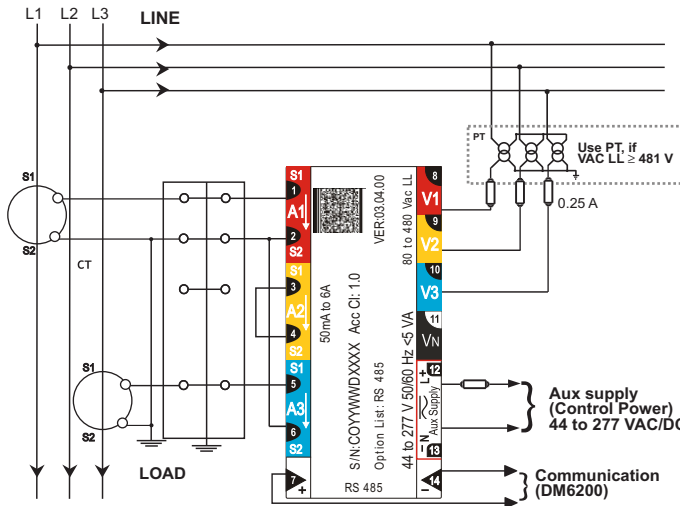 L1 L2 L3 LINE
PT
Use PT, if
VAC LL ≥ 481 V
0.25 A
S1
S2
CT
S1
S2
LOAD
S1
1
A1
2
S2
S1
3
A2
4
S2
S1
5
A3
6
S2
7
+
RS 485
50mA to 6A
S/N:COYYWWDXXXX Acc Cl: 1.0
Option List: RS 485
VER:03.04.00
80 to 480 Vac LL
44 to 277 V 50/60 Hz <5 VA
8
V1
9
V2
10
V3
11
VN
12
L +
Aux Supply
– N
13
14
–
Aux supply
(Control Power)
44 to 277 VAC/DC
Communication
(DM6200)